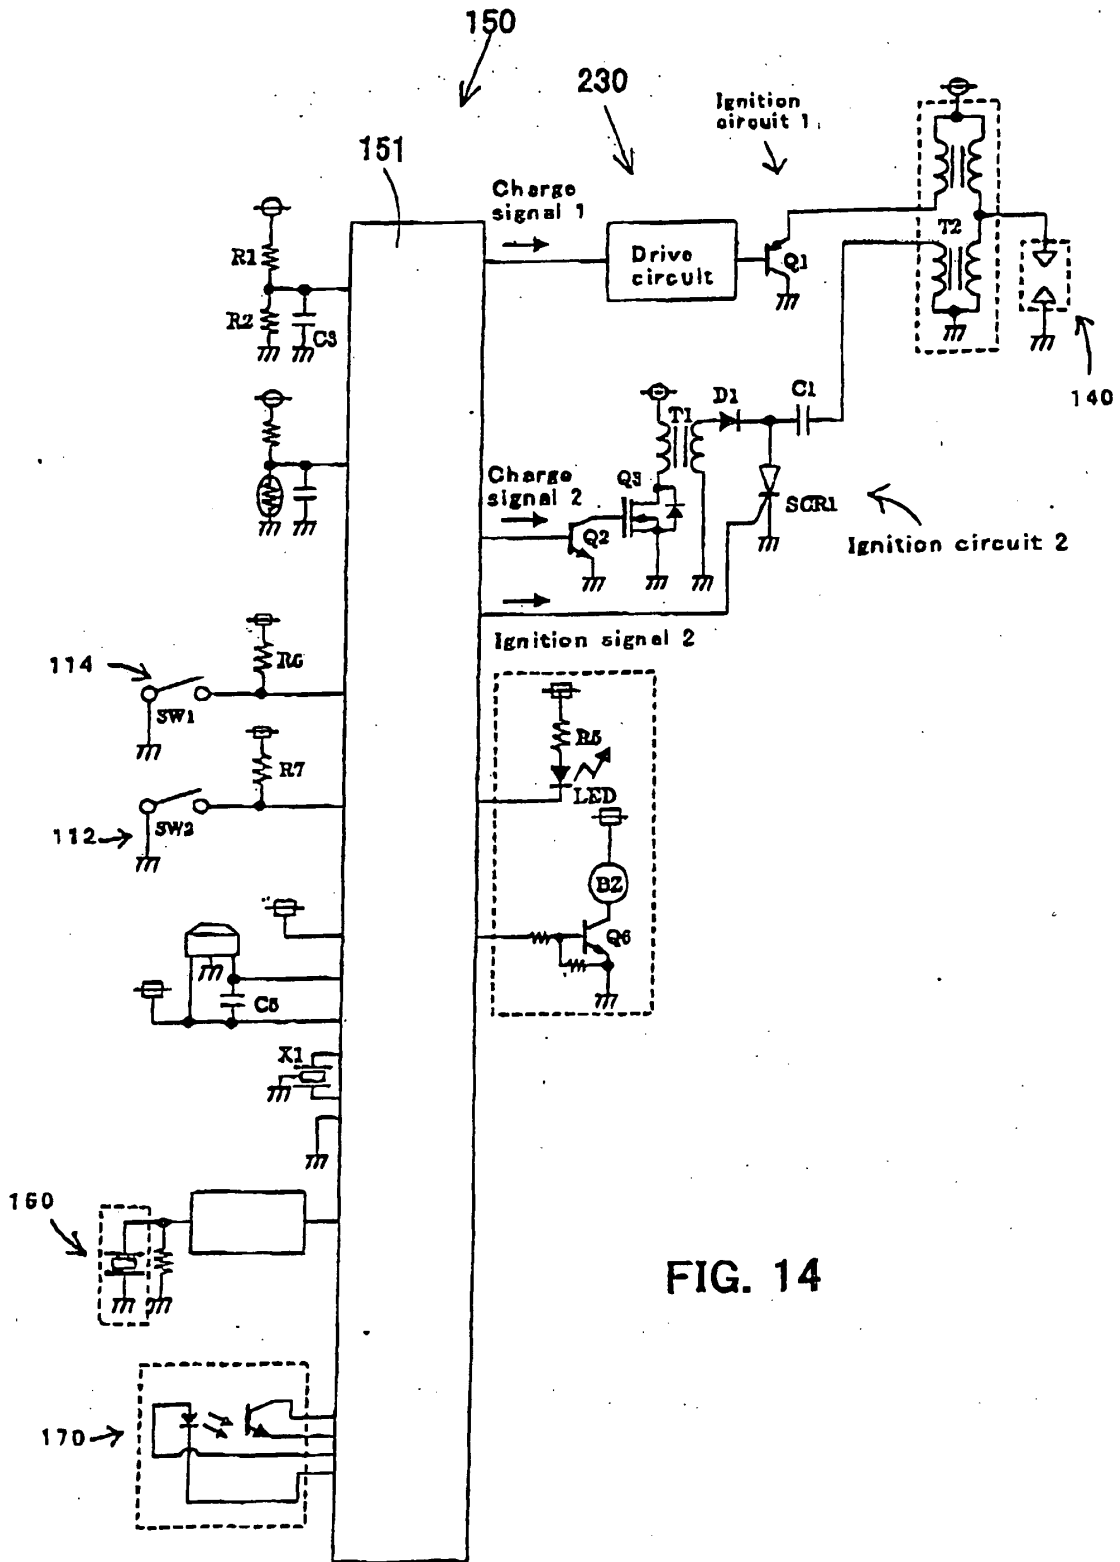 150
230
Ignition
circuit 1
151
Charge
signal 1
R1
Drive
circuit
Q1
T2
R2
C3
140
D1
C1
T1
Charge
signal 2
Q3
SCR1
Q2
Ignition circuit 2
Ignition signal 2
114
R6
SW1
R5
R7
LED
SW2
112
BZ
Q6
C5
X1
160
FIG. 14
170